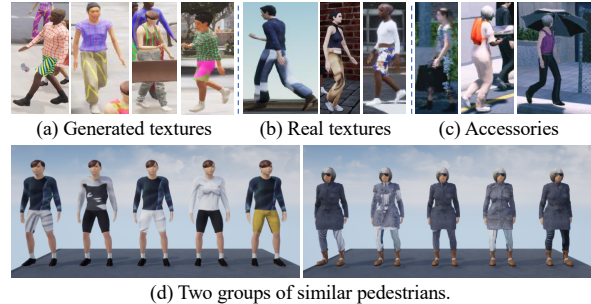 (a) Generated textures
(b) Real textures
(c) Accessories
(d) Two groups of similar pedestrians.